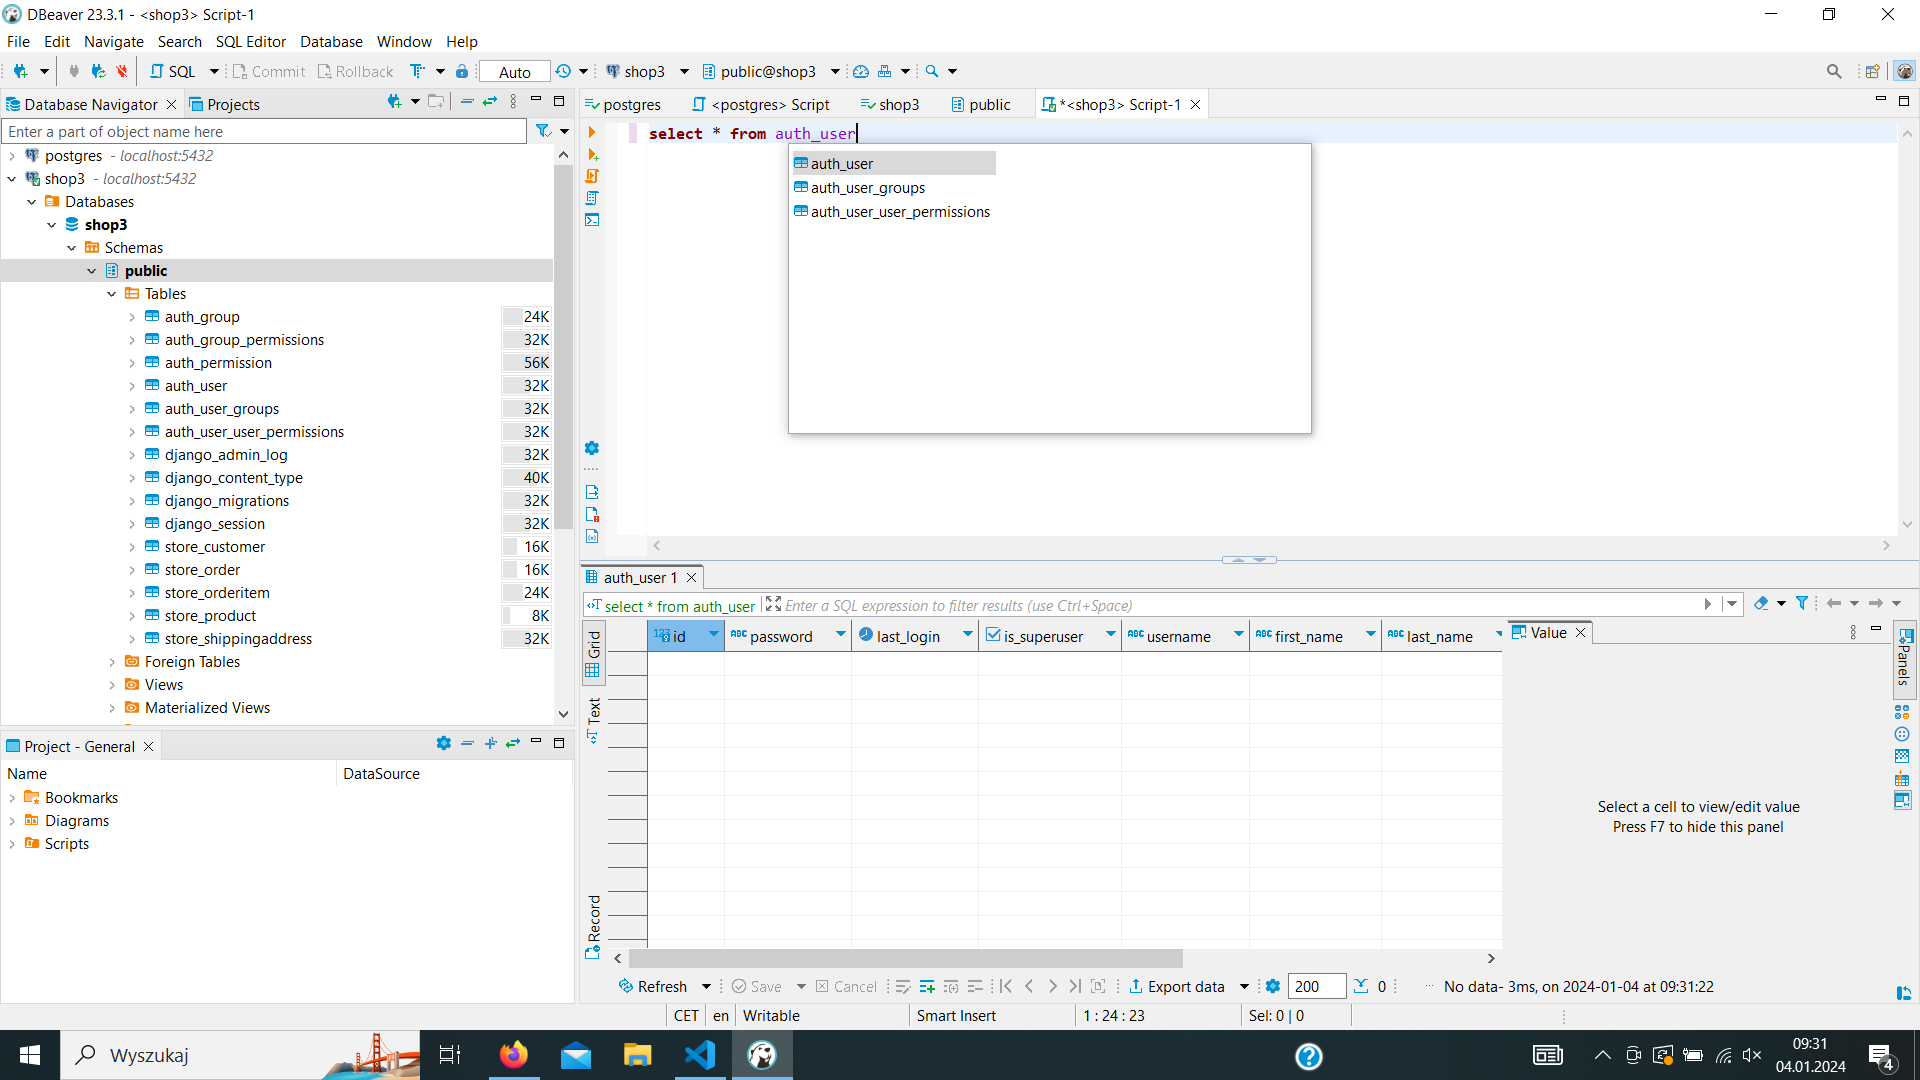 DBeaver 23.3.1 - <shop3> Script-1
File Edit Navigate Search SQL Editor Database Window Help
SQL Commit Rollback Auto shop3 public@shop3
Database Navigator Projects
Enter a part of object name here
postgres - localhost:5432
shop3 - localhost:5432
Databases
shop3
Schemas
public
Tables
auth_group 24K
auth_group_permissions 32K
auth_permission 56K
auth_user 32K
auth_user_groups 32K
auth_user_user_permissions 32K
django_admin_log 32K
django_content_type 40K
django_migrations 32K
django_session 32K
store_customer 16K
store_order 16K
store_orderitem 24K
store_product 8K
store_shippingaddress 32K
Foreign Tables
Views
Materialized Views
Project - General
Name DataSource
Bookmarks
Diagrams
Scripts
postgres <postgres> Script shop3 public *<shop3> Script-1
select * from auth_user
auth_user
auth_user_groups
auth_user_user_permissions
auth_user 1
select * from auth_user Enter a SQL expression to filter results (use Ctrl+Space)
Grid
Text
Record
123 id ABC password last_login is_superuser ABC username ABC first_name ABC last_name
Value
Panels
Select a cell to view/edit value
Press F7 to hide this panel
Refresh Save Cancel Export data 200 0 No data- 3ms, on 2024-01-04 at 09:31:22
CET en Writable Smart Insert 1 : 24 : 23 Sel: 0 | 0
Wyszukaj
09:31
04.01.2024
4